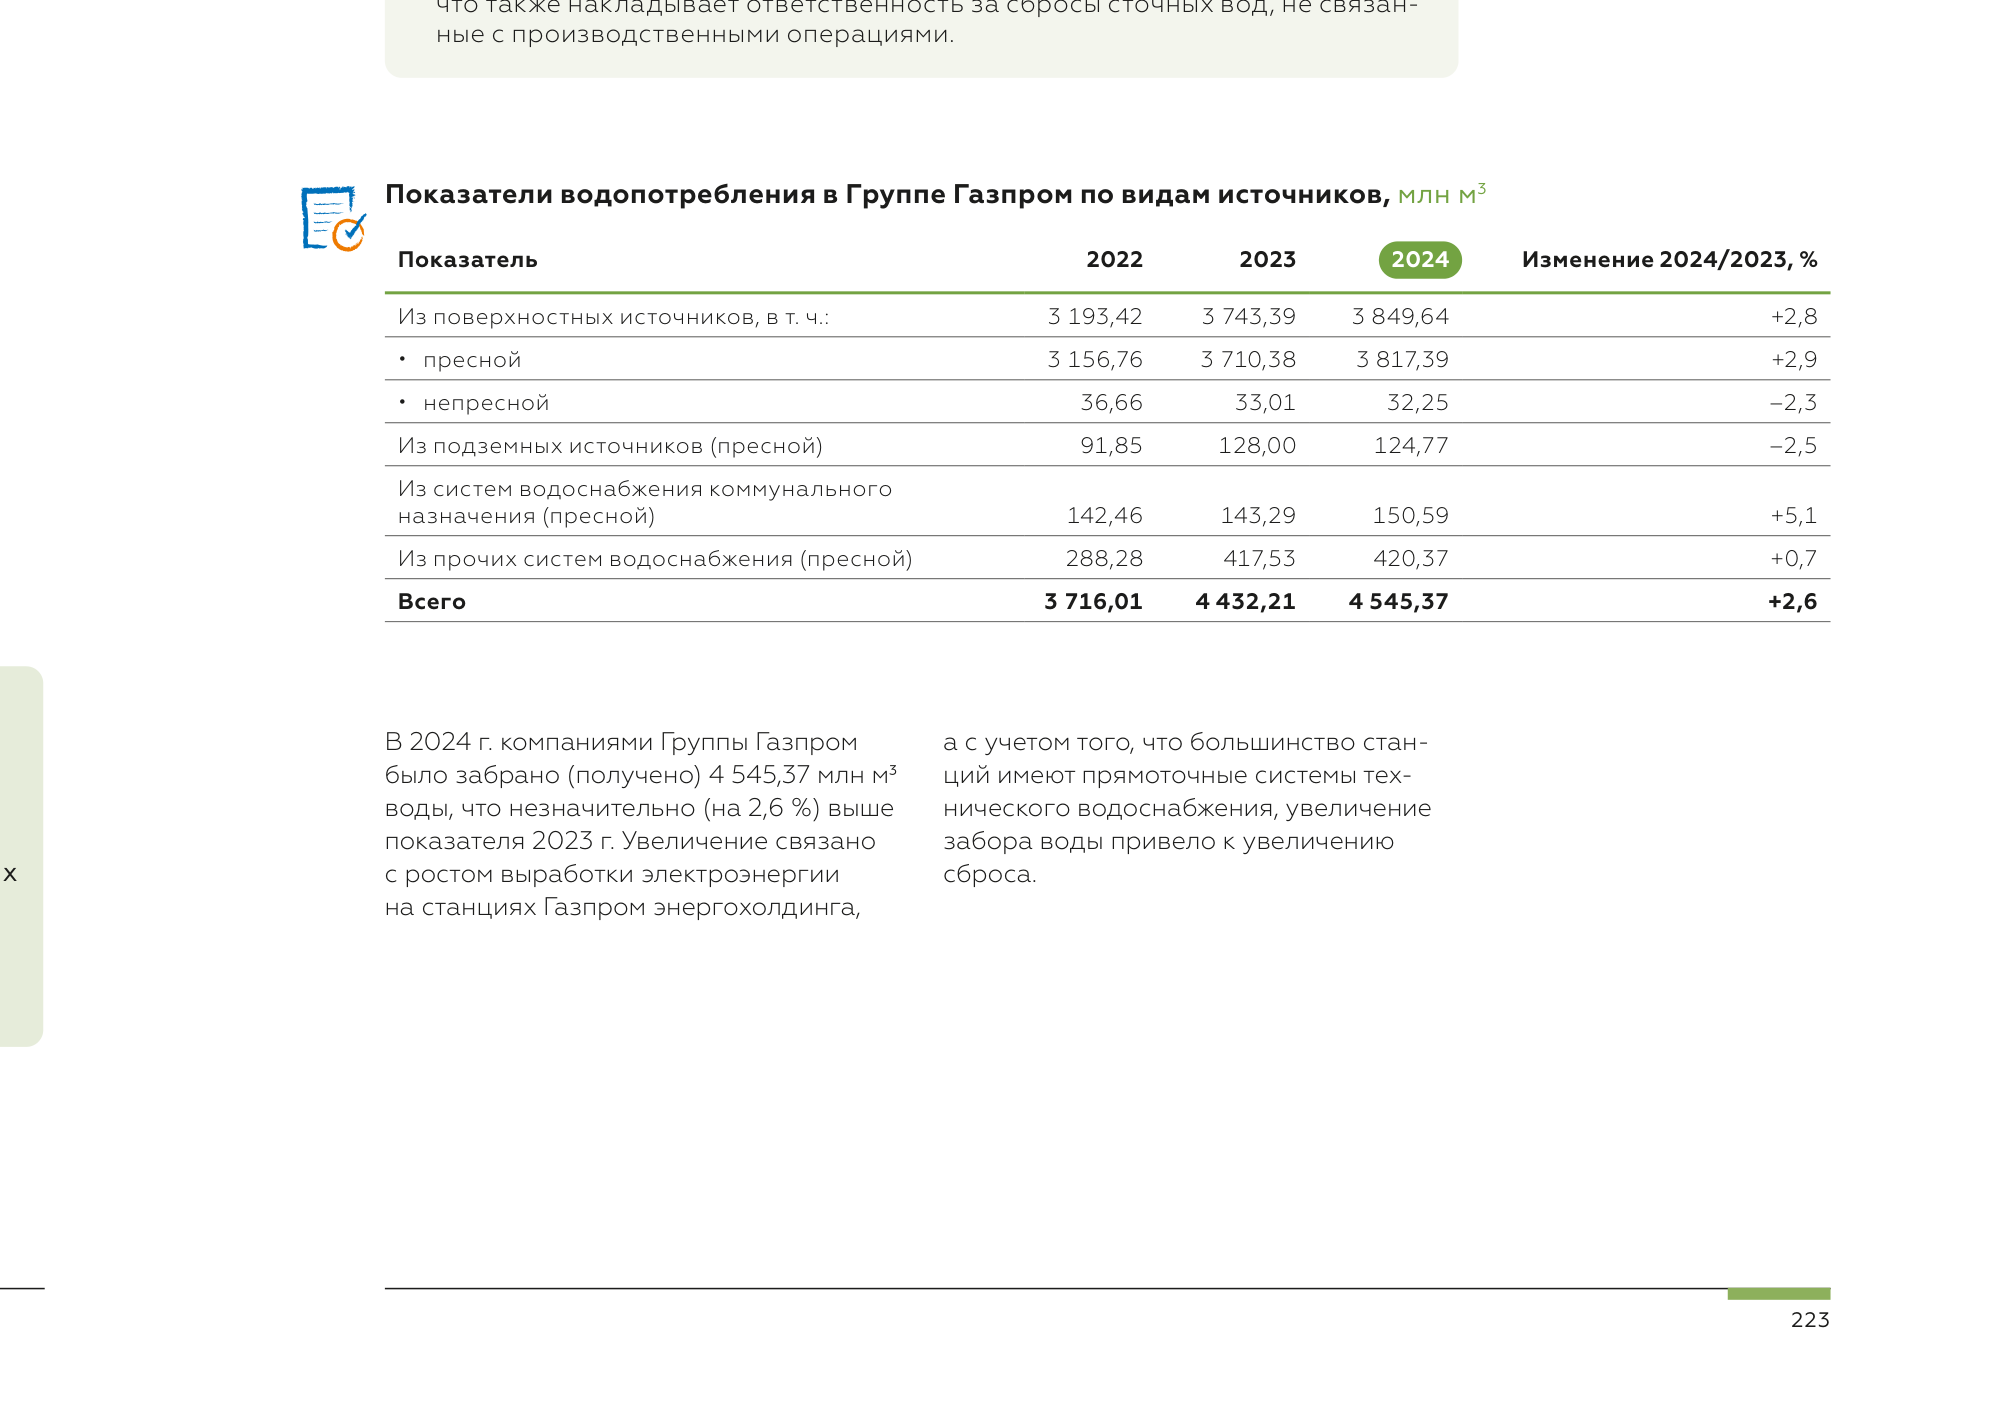 что также накладывает ответственность за сбросы сточных вод, не связан-
ные с производственными операциями.
Показатели водопотребления в Группе Газпром по видам источников, млн м³
Показатель 2022 2023 2024 Изменение 2024/2023, %
Из поверхностных источников, в т. ч.: 3 193,42 3 743,39 3 849,64 +2,8
• пресной 3 156,76 3 710,38 3 817,39 +2,9
• непресной 36,66 33,01 32,25 –2,3
Из подземных источников (пресной) 91,85 128,00 124,77 –2,5
Из систем водоснабжения коммунального
назначения (пресной) 142,46 143,29 150,59 +5,1
Из прочих систем водоснабжения (пресной) 288,28 417,53 420,37 +0,7
Всего 3 716,01 4 432,21 4 545,37 +2,6
В 2024 г. компаниями Группы Газпром
было забрано (получено) 4 545,37 млн м³
воды, что незначительно (на 2,6 %) выше
показателя 2023 г. Увеличение связано
с ростом выработки электроэнергии
на станциях Газпром энергохолдинга,
а с учетом того, что большинство стан-
ций имеют прямоточные системы тех-
нического водоснабжения, увеличение
забора воды привело к увеличению
сброса.
х
223